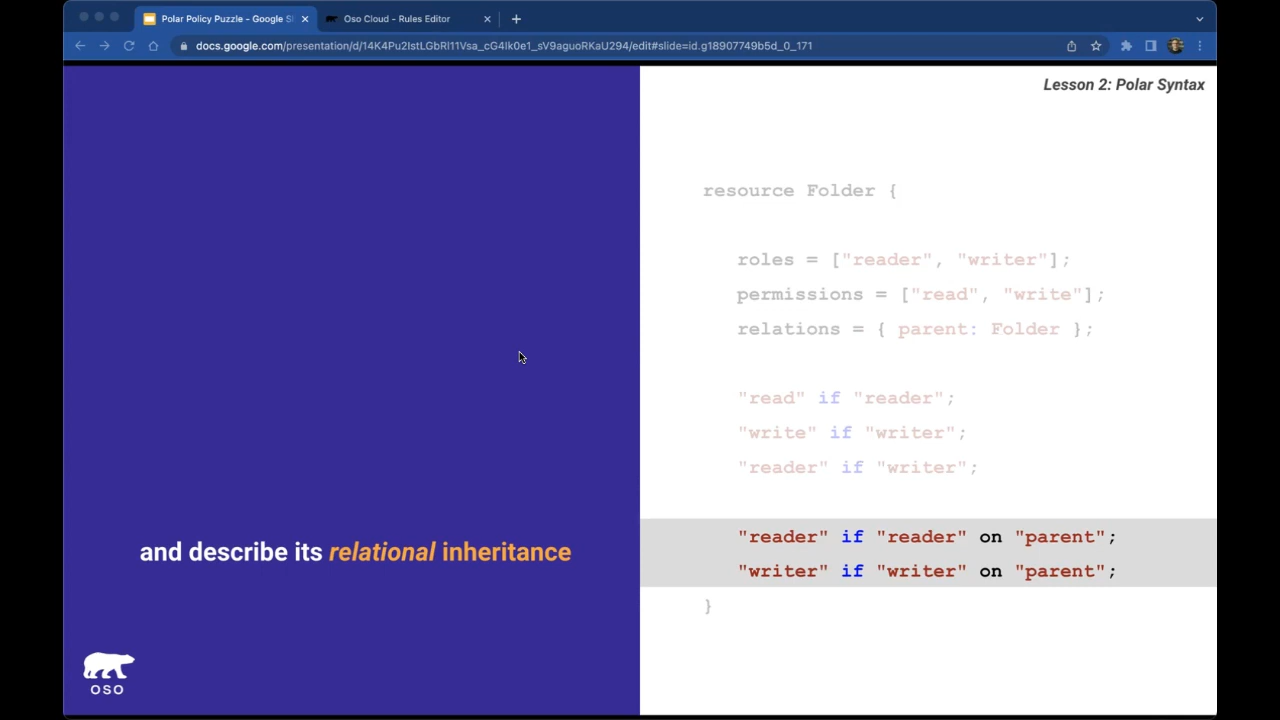 Polar Policy Puzzle - Google Sl
Oso Cloud - Rules Editor
docs.google.com/presentation/d/14K4Pu2IstLGbRl11Vsa_cG4Ik0e1_sV9aguoRKaU294/edit#slide=id.g18907749b5d_0_171
Lesson 2: Polar Syntax
resource Folder {
roles = ["reader", "writer"];
permissions = ["read", "write"];
relations = { parent: Folder };
"read" if "reader";
"write" if "writer";
"reader" if "writer";
"reader" if "reader" on "parent";
"writer" if "writer" on "parent";
}
and describe its relational inheritance
OSO